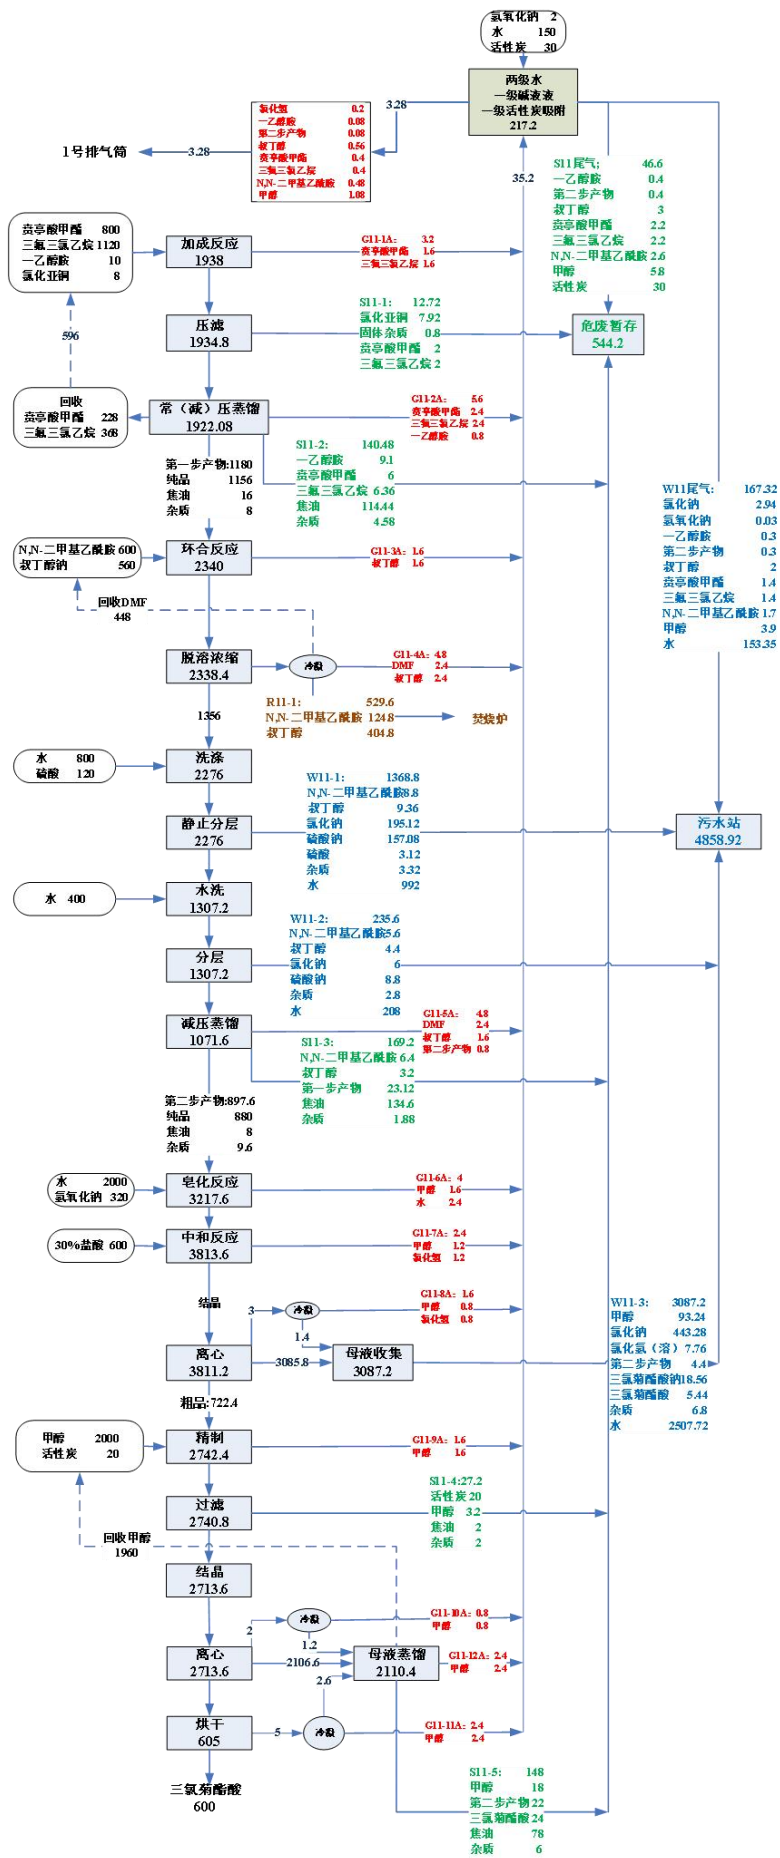 氢氧化钠 2
水 150
活性炭 30
两级水
一级碱液液
一级活性炭吸附
217.2
3.28
氯化氢 0.2
一乙醇胺 0.08
第二步产物 0.08
叔丁醇 0.56
贲亭酸甲酯 0.4
三氟三氯乙烷 0.4
N,N-二甲基乙酰胺 0.48
甲醇 1.08
3.28
1号排气筒
35.2
S11尾气: 46.6
一乙醇胺 0.4
第二步产物 0.4
叔丁醇 3
贲亭酸甲酯 2.2
三氟三氯乙烷 2.2
N,N-二甲基乙酰胺 2.6
甲醇 5.8
活性炭 30
贲亭酸甲酯 800
三氟三氯乙烷 1120
一乙醇胺 10
氯化亚铜 8
加成反应
1938
G11-1A: 3.2
贲亭酸甲酯 1.6
三氟三氯乙烷 1.6
596
压滤
1934.8
S11-1: 12.72
氯化亚铜 7.92
固体杂质 0.8
贲亭酸甲酯 2
三氟三氯乙烷 2
危废暂存
544.2
回收
贲亭酸甲酯 228
三氟三氯乙烷 368
常（减）压蒸馏
1922.08
G11-2A: 5.6
贲亭酸甲酯 2.4
三氟三氯乙烷 2.4
一乙醇胺 0.8
S11-2: 140.48
一乙醇胺 9.1
贲亭酸甲酯 6
三氟三氯乙烷 6.36
焦油 114.44
杂质 4.58
第一步产物:1180
纯品 1156
焦油 16
杂质 8
W11尾气: 167.32
氯化钠 2.94
氢氧化钠 0.03
一乙醇胺 0.3
第二步产物 0.3
叔丁醇 2
贲亭酸甲酯 1.4
三氟三氯乙烷 1.4
N,N-二甲基乙酰胺 1.7
甲醇 3.9
水 153.35
N,N-二甲基乙酰胺 600
叔丁醇钠 560
环合反应
2340
G11-3A: 1.6
叔丁醇 1.6
回收DMF
448
脱溶浓缩
2338.4
冷凝
G11-4A: 4.8
DMF 2.4
叔丁醇 2.4
R11-1: 529.6
N,N-二甲基乙酰胺 124.8
叔丁醇 404.8
焚烧炉
1356
水 800
硫酸 120
洗涤
2276
W11-1: 1368.8
N,N-二甲基乙酰胺8.8
叔丁醇 9.36
氯化钠 195.12
硫酸钠 157.08
硫酸 3.12
杂质 3.32
水 992
静止分层
2276
污水站
4858.92
水 400
水洗
1307.2
W11-2: 235.6
N,N-二甲基乙酰胺5.6
叔丁醇 4.4
氯化钠 6
硫酸钠 8.8
杂质 2.8
水 208
分层
1307.2
减压蒸馏
1071.6
G11-5A: 4.8
DMF 2.4
叔丁醇 1.6
第二步产物 0.8
S11-3: 169.2
N,N-二甲基乙酰胺 6.4
叔丁醇 3.2
第一步产物 23.12
焦油 134.6
杂质 1.88
第二步产物:897.6
纯品 880
焦油 8
杂质 9.6
水 2000
氢氧化钠 320
皂化反应
3217.6
G11-6A: 4
甲醇 1.6
水 2.4
30%盐酸 600
中和反应
3813.6
G11-7A: 2.4
甲醇 1.2
氯化氢 1.2
结晶
3
冷凝
G11-8A: 1.6
甲醇 0.8
氯化氢 0.8
1.4
离心
3811.2
3085.8
母液收集
3087.2
W11-3: 3087.2
甲醇 93.24
氯化钠 443.28
氯化氢（溶）7.76
第二步产物 4.4
三氯菊酯酸钠18.56
三氯菊酯酸 5.44
杂质 6.8
水 2507.72
粗品:722.4
甲醇 2000
活性炭 20
精制
2742.4
G11-9A: 1.6
甲醇 1.6
过滤
2740.8
S11-4:27.2
活性炭 20
甲醇 3.2
焦油 2
杂质 2
回收甲醇
1960
结晶
2713.6
2
冷凝
G11-10A: 0.8
甲醇 0.8
1.2
离心
2713.6
2106.6
母液蒸馏
2110.4
G11-12A: 2.4
甲醇 2.4
2.6
烘干
605
5
冷凝
G11-11A: 2.4
甲醇 2.4
三氯菊酯酸
600
S11-5: 148
甲醇 18
第二步产物 22
三氯菊酯酸 24
焦油 78
杂质 6